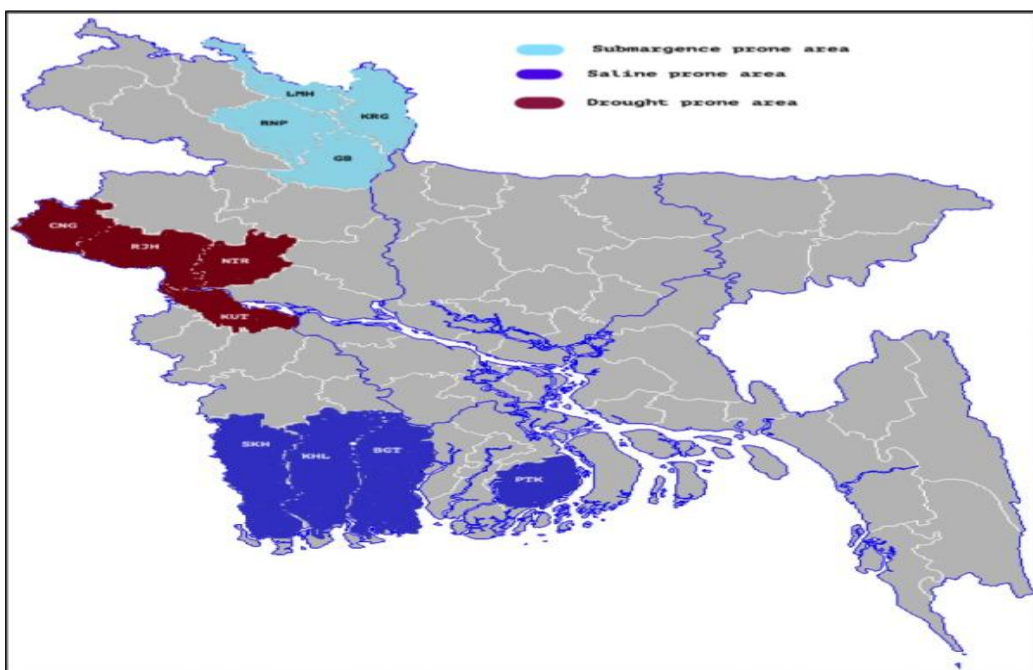 Submargence prone area
Saline prone area
Drought prone area
LMH
RNP
KRG
GB
CNG
RJH
NTR
KUT
SKH
KHL
BGT
PTK